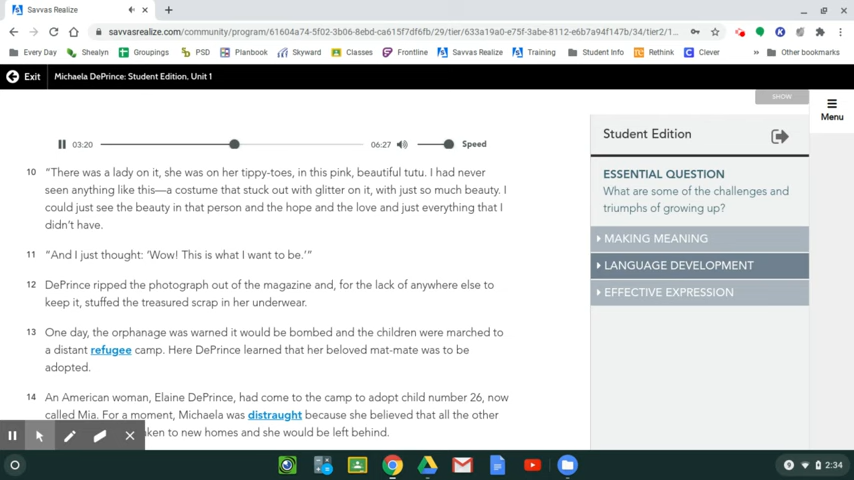 Savvas Realize
savvasrealize.com/community/program/61604a74-5f02-3b06-8ebd-ca615f7df6fb/29/tier/633a19a0-e75f-3abe-8112-e6b7a94f147b/34/tier2/1...
Every Day Shealyn Groupings PSD Planbook Skyward Classes Frontline Savvas Realize Training Student Info Rethink Clever » Other bookmarks
Exit Michaela DePrince: Student Edition, Unit 1
SHOW
Menu
03:20 06:27 Speed
Student Edition
ESSENTIAL QUESTION
What are some of the challenges and
triumphs of growing up?
MAKING MEANING
LANGUAGE DEVELOPMENT
EFFECTIVE EXPRESSION
10 "There was a lady on it, she was on her tippy-toes, in this pink, beautiful tutu. I had never
seen anything like this—a costume that stuck out with glitter on it, with just so much beauty. I
could just see the beauty in that person and the hope and the love and just everything that I
didn't have.
11 "And I just thought: 'Wow! This is what I want to be.'"
12 DePrince ripped the photograph out of the magazine and, for the lack of anywhere else to
keep it, stuffed the treasured scrap in her underwear.
13 One day, the orphanage was warned it would be bombed and the children were marched to
a distant refugee camp. Here DePrince learned that her beloved mat-mate was to be
adopted.
14 An American woman, Elaine DePrince, had come to the camp to adopt child number 26, now
called Mia. For a moment, Michaela was distraught because she believed that all the other
aken to new homes and she would be left behind.
2:34